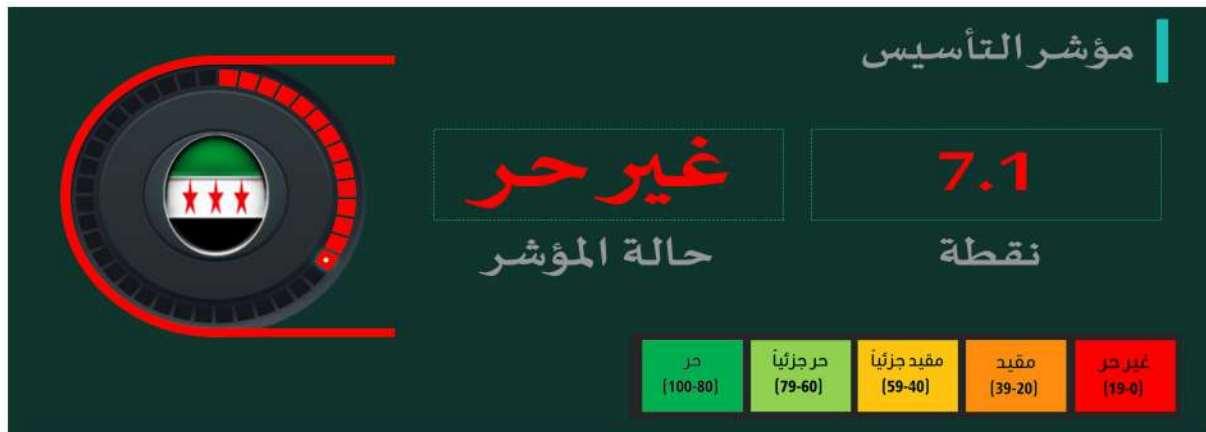 مؤشر التأسيس
7.1
غير حر
نقطة
حالة المؤشر
غير حر
(19-0)
مقيد
(39-20)
مقيد جزئياً
(59-40)
حر جزئياً
(79-60)
حر
(100-80)